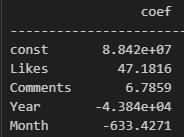 coef
------------------------
const 8.842e+07
Likes 47.1816
Comments 6.7859
Year -4.384e+04
Month -633.4271